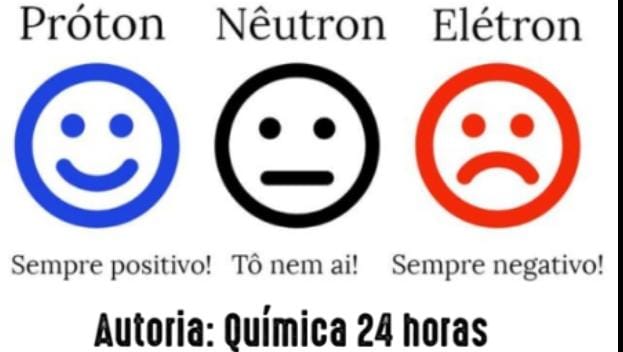 Próton Nêutron Elétron
Sempre positivo! Tô nem ai! Sempre negativo!
Autoria: Química 24 horas